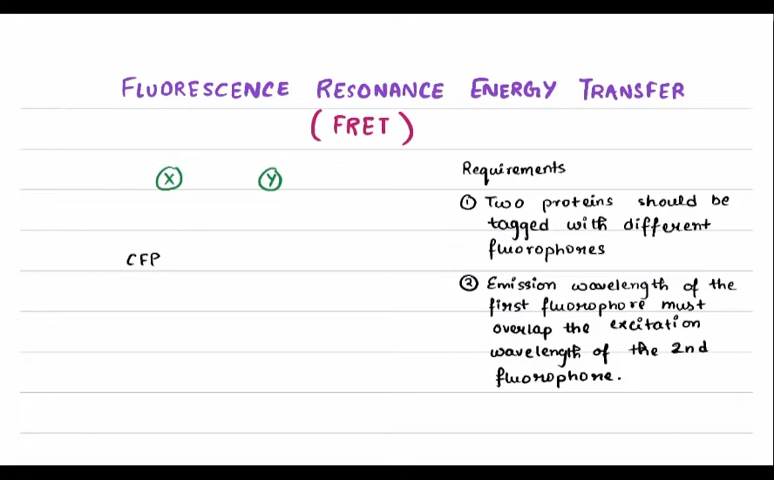 FLUORESCENCE RESONANCE ENERGY TRANSFER
(FRET)
X Y
CFP
Requirements
① Two proteins should be
tagged with different
fluorophores
② Emission wavelength of the
first fluorophore must
overlap the excitation
wavelength of the 2nd
fluorophore.